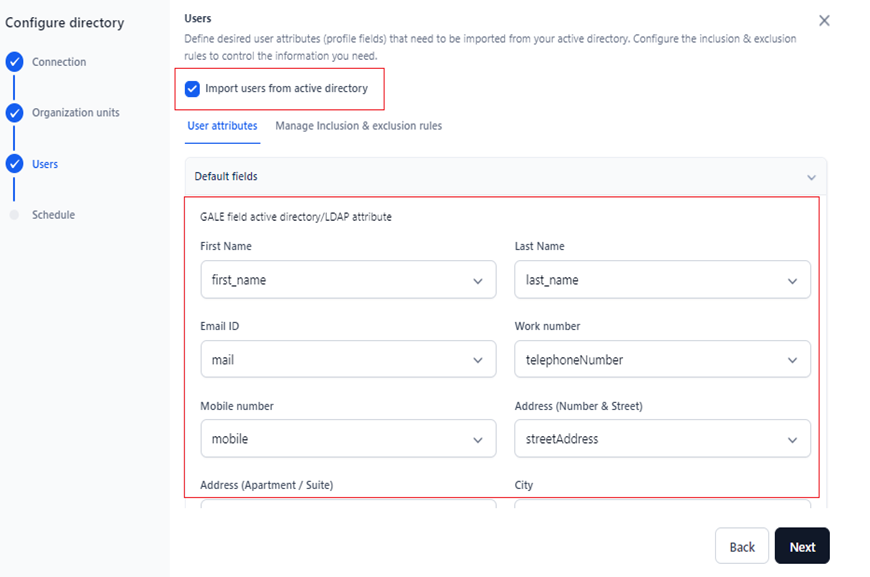 Configure directory
Connection
Organization units
Users
Schedule
Users
Define desired user attributes (profile fields) that need to be imported from your active directory. Configure the inclusion & exclusion
rules to control the information you need.
Import users from active directory
User attributes Manage Inclusion & exclusion rules
Default fields
GALE field active directory/LDAP attribute
First Name Last Name
first_name last_name
Email ID Work number
mail telephoneNumber
Mobile number Address (Number & Street)
mobile streetAddress
Address (Apartment / Suite) City
Back Next